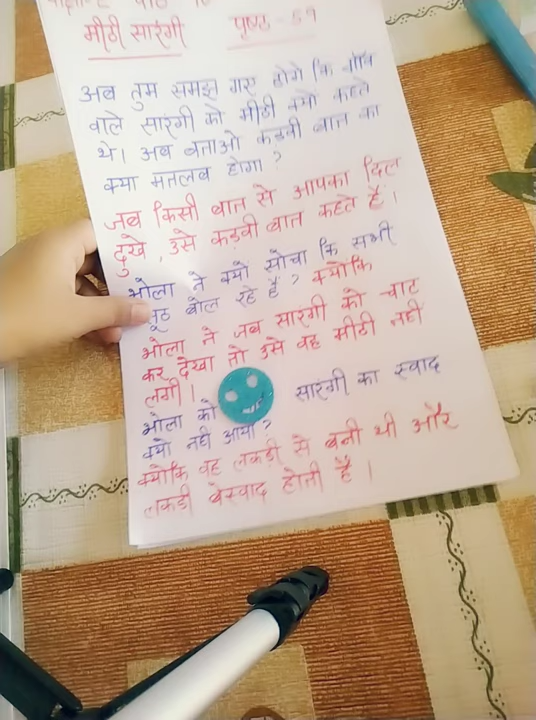 पाठ
मीठी सारंगी पृष्ठ - 59
अब तुम समझ गए होगे कि गाँव
वाले सारंगी को मीठी क्यों कहते
थे। अब बताओ कड़वी बात का
क्या मतलब होगा?
जब किसी बात से आपका दिल
दुखे, उसे कड़वी बात कहते हैं।
भोला ने क्यों सोचा कि सभी
झूठ बोल रहे हैं? क्योंकि
भोला ने जब सारंगी को चाट
कर देखा तो उसे वह मीठी नहीं
लगी।
भोला को सारंगी का स्वाद
क्यों नहीं आया?
क्योंकि वह लकड़ी से बनी थी और
लकड़ी बेस्वाद होती है।